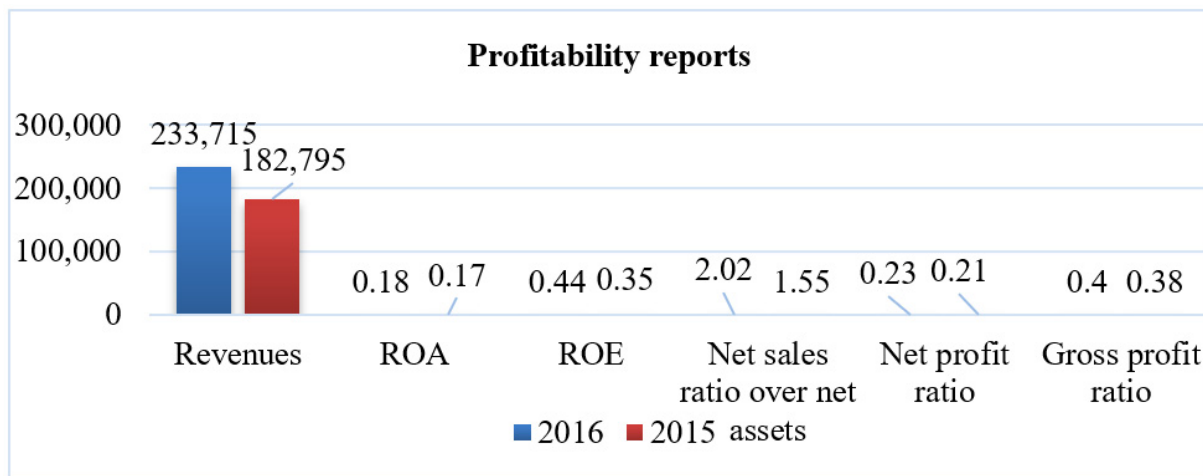 Profitability reports
300,000
200,000
100,000
0
233,715
182,795
0.18
0.17
0.44
0.35
2.02
1.55
0.23
0.21
0.4
0.38
Revenues
ROA
ROE
Net sales
ratio over net
assets
Net profit
ratio
Gross profit
ratio
2016
2015